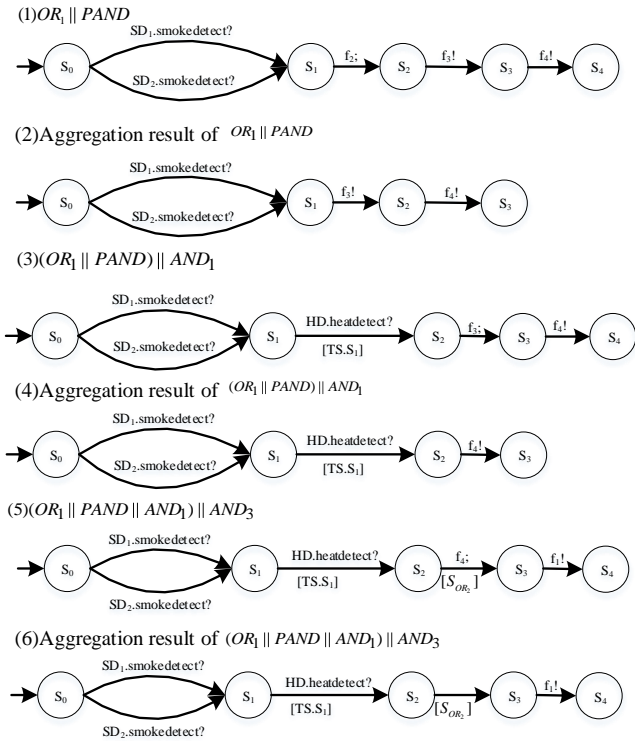 (1)OR₁ || PAND
SD₁.smokedetect?
S₀ S₁ f₂; S₂ f₃! S₃ f₄! S₄
SD₂.smokedetect?
(2)Aggregation result of OR₁ || PAND
SD₁.smokedetect?
S₀ S₁ f₃! S₂ f₄! S₃
SD₂.smokedetect?
(3)(OR₁ || PAND) || AND₁
SD₁.smokedetect? HD.heatdetect?
S₀ S₁ S₂ f₃; S₃ f₄! S₄
SD₂.smokedetect? [TS.S₁]
(4)Aggregation result of (OR₁ || PAND) || AND₁
SD₁.smokedetect? HD.heatdetect?
S₀ S₁ S₂ f₄! S₃
SD₂.smokedetect? [TS.S₁]
(5)(OR₁ || PAND || AND₁) || AND₃
SD₁.smokedetect? HD.heatdetect? f₄; f₁!
S₀ S₁ S₂ S₃ S₄
SD₂.smokedetect? [TS.S₁] [S_OR₂]
(6)Aggregation result of (OR₁ || PAND || AND₁) || AND₃
SD₁.smokedetect? HD.heatdetect? f₁!
S₀ S₁ S₂ S₃ S₄
SD₂.smokedetect? [TS.S₁] [S_OR₂]